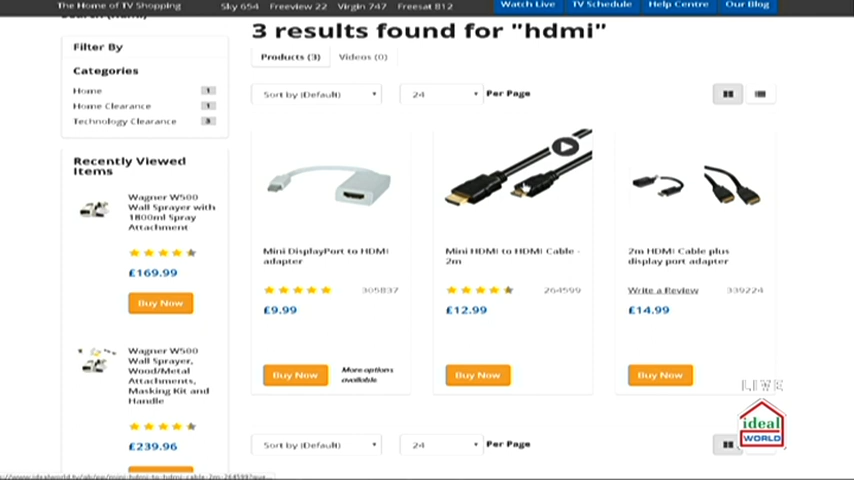 The Home of TV Shopping
Sky 654 Freeview 22 Virgin 747 Freesat 812
Watch Live TV Schedule Help Centre Our Blog
3 results found for "hdmi"
Filter By
Categories
Home 1
Home Clearance 1
Technology Clearance 3
Products (3) Videos (0)
Sort by (Default) 24 Per Page
Recently Viewed
Items
Wagner W500
Wall Sprayer with
1800ml Spray
Attachment
£169.99
Buy Now
Wagner W500
Wall Sprayer,
Wood/Metal
Attachments,
Masking Kit and
Handle
£239.96
Mini DisplayPort to HDMI
adapter
305837
£9.99
Buy Now
More options
available
Mini HDMI to HDMI Cable -
2m
264599
£12.99
Buy Now
2m HDMI Cable plus
display port adapter
Write a Review 339224
£14.99
Buy Now
Sort by (Default) 24 Per Page
LIVE
ideal
WORLD